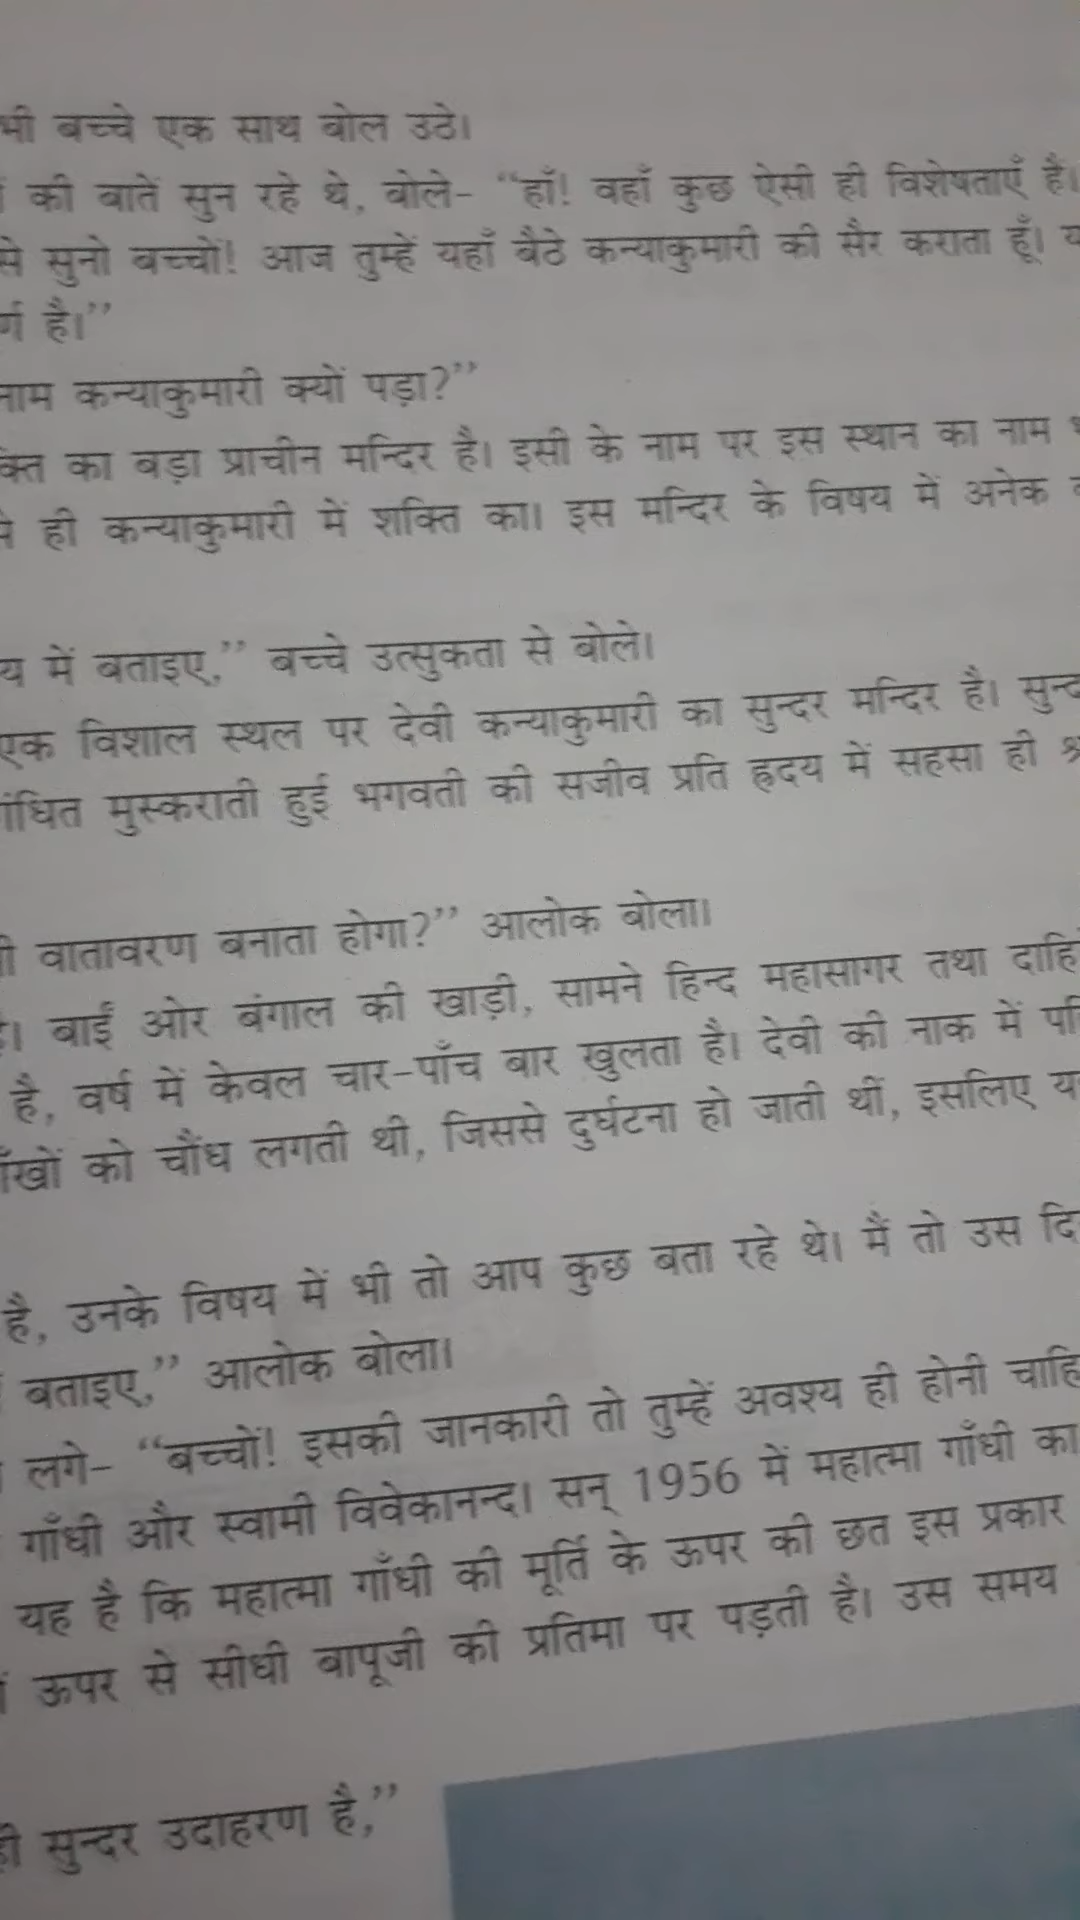 बच्चे एक साथ बोल उठे।
की बातें सुन रहे थे, बोले- “हाँ! वहाँ कुछ ऐसी ही विशेषताएँ हैं।
से सुनो बच्चों! आज तुम्हें यहाँ बैठे कन्याकुमारी की सैर कराता हूँ।
है।”
नाम कन्याकुमारी क्यों पड़ा?”
का बड़ा प्राचीन मन्दिर है। इसी के नाम पर इस स्थान का नाम
ही कन्याकुमारी में शक्ति का। इस मन्दिर के विषय में अनेक
में बताइए,” बच्चे उत्सुकता से बोले।
एक विशाल स्थल पर देवी कन्याकुमारी का सुन्दर मन्दिर है।
मुस्कराती हुई भगवती की सजीव प्रति हृदय में सहसा ही
वातावरण बनाता होगा?” आलोक बोला।
बाईं ओर बंगाल की खाड़ी, सामने हिन्द महासागर तथा
है, वर्ष में केवल चार-पाँच बार खुलता है। देवी की नाक में
को चौंध लगती थी, जिससे दुर्घटना हो जाती थीं, इसलिए
है, उनके विषय में भी तो आप कुछ बता रहे थे। मैं तो उस
बताइए,” आलोक बोला।
लगे- “बच्चों! इसकी जानकारी तो तुम्हें अवश्य ही होनी
गाँधी और स्वामी विवेकानन्द। सन् 1956 में महात्मा गाँधी का
यह है कि महात्मा गाँधी की मूर्ति के ऊपर की छत इस प्रकार
ऊपर से सीधी बापूजी की प्रतिमा पर पड़ती है। उस समय
सुन्दर उदाहरण है,”